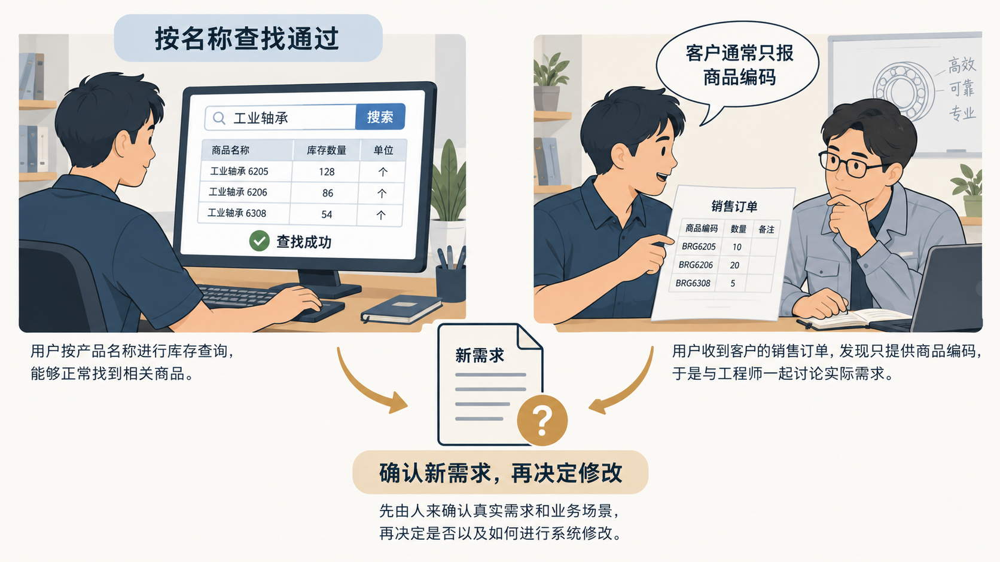 按名称查找通过
工业轴承 搜索
商品名称 库存数量 单位
工业轴承 6205 128 个
工业轴承 6206 86 个
工业轴承 6308 54 个
查找成功
用户按产品名称进行库存查询,
能够正常找到相关商品。
客户通常只报
商品编码
高效
可靠
专业
销售订单
商品编码 数量 备注
BRG6205 10
BRG6206 20
BRG6308 5
用户收到客户的销售订单, 发现只提供商品编码,
于是与工程师一起讨论实际需求。
新需求
?
确认新需求, 再决定修改
先由人来确认真实需求和业务场景,
再决定是否以及如何进行系统修改。